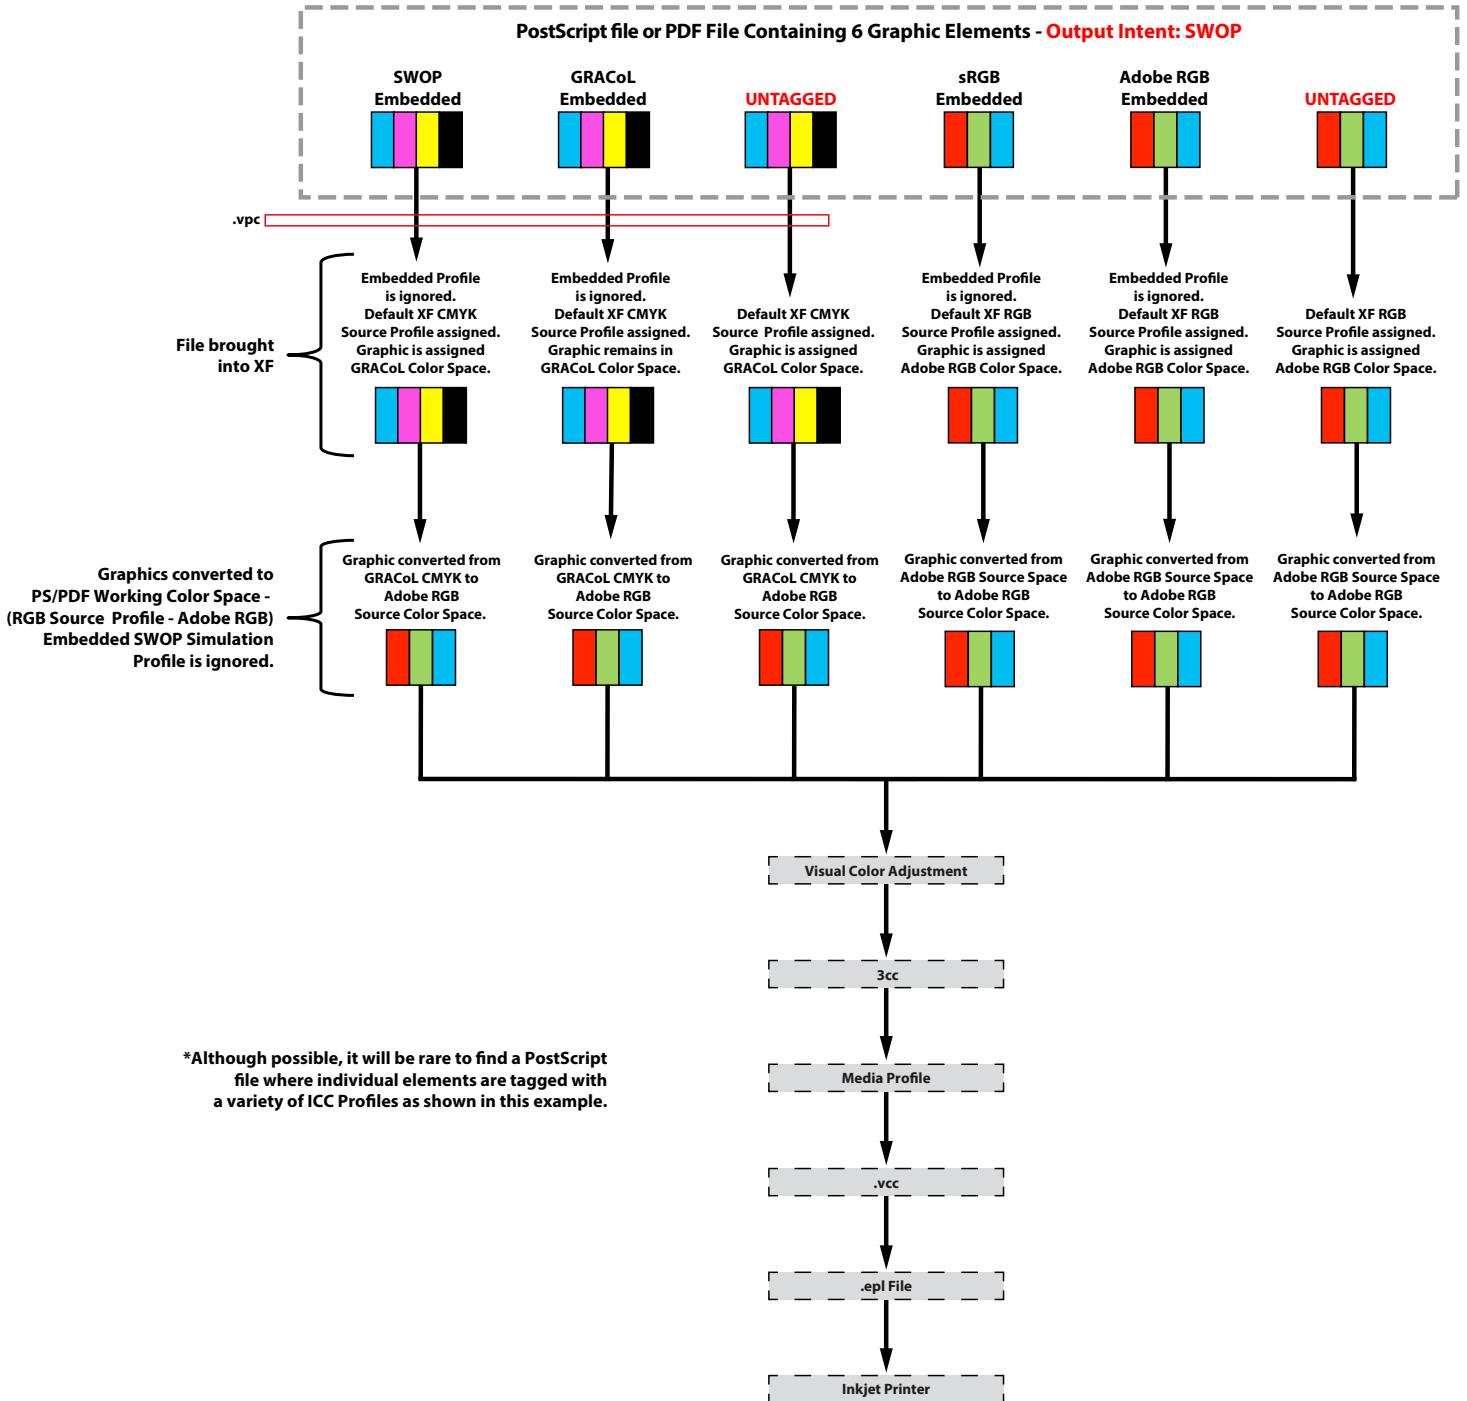 PostScript file or PDF File Containing 6 Graphic Elements - Output Intent: SWOP
SWOP
Embedded
GRACoL
Embedded
UNTAGGED
sRGB
Embedded
Adobe RGB
Embedded
UNTAGGED
.vpc
File brought
into XF
Embedded Profile
is ignored.
Default XF CMYK
Source Profile assigned.
Graphic is assigned
GRACoL Color Space.
Embedded Profile
is ignored.
Default XF CMYK
Source Profile assigned.
Graphic remains in
GRACoL Color Space.
Default XF CMYK
Source Profile assigned.
Graphic is assigned
GRACoL Color Space.
Embedded Profile
is ignored.
Default XF RGB
Source Profile assigned.
Graphic is assigned
Adobe RGB Color Space.
Embedded Profile
is ignored.
Default XF RGB
Source Profile assigned.
Graphic is assigned
Adobe RGB Color Space.
Default XF RGB
Source Profile assigned.
Graphic is assigned
Adobe RGB Color Space.
Graphics converted to
PS/PDF Working Color Space -
(RGB Source Profile - Adobe RGB)
Embedded SWOP Simulation
Profile is ignored.
Graphic converted from
GRACoL CMYK to
Adobe RGB
Source Color Space.
Graphic converted from
GRACoL CMYK to
Adobe RGB
Source Color Space.
Graphic converted from
GRACoL CMYK to
Adobe RGB
Source Color Space.
Graphic converted from
Adobe RGB Source Space
to Adobe RGB
Source Color Space.
Graphic converted from
Adobe RGB Source Space
to Adobe RGB
Source Color Space.
Graphic converted from
Adobe RGB Source Space
to Adobe RGB
Source Color Space.
Visual Color Adjustment
3cc
*Although possible, it will be rare to find a PostScript
file where individual elements are tagged with
a variety of ICC Profiles as shown in this example.
Media Profile
.vcc
.epl File
Inkjet Printer